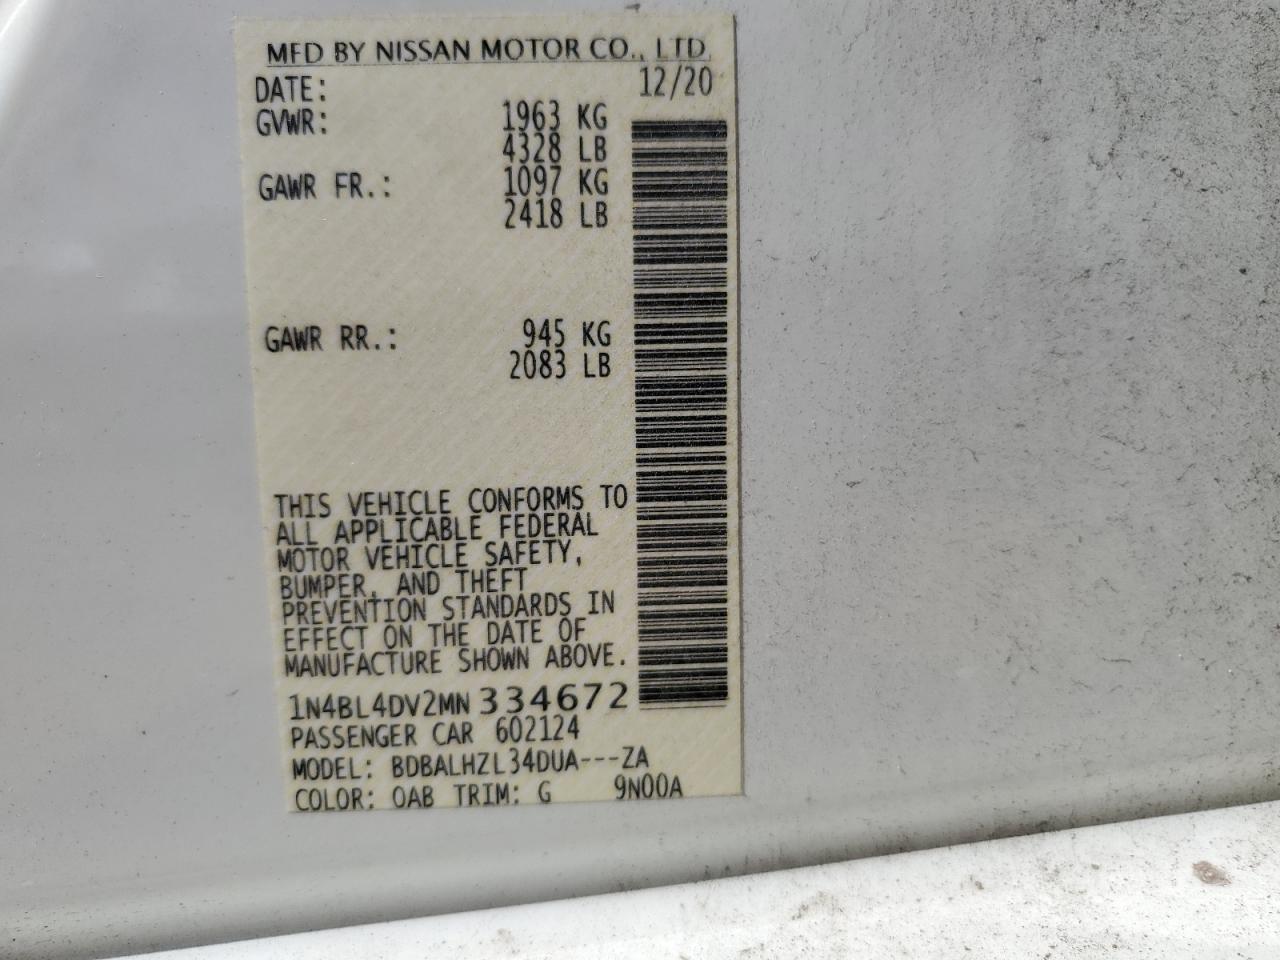 MFD BY NISSAN MOTOR CO., LTD.
DATE: 12/20
GVWR: 1963 KG
4328 LB
GAWR FR.: 1097 KG
2418 LB
GAWR RR.: 945 KG
2083 LB
THIS VEHICLE CONFORMS TO
ALL APPLICABLE FEDERAL
MOTOR VEHICLE SAFETY,
BUMPER, AND THEFT
PREVENTION STANDARDS IN
EFFECT ON THE DATE OF
MANUFACTURE SHOWN ABOVE.
1N4BL4DV2MN334672
PASSENGER CAR 602124
MODEL: BDBALHZL34DUA---ZA
COLOR: QAB TRIM: G 9N00A